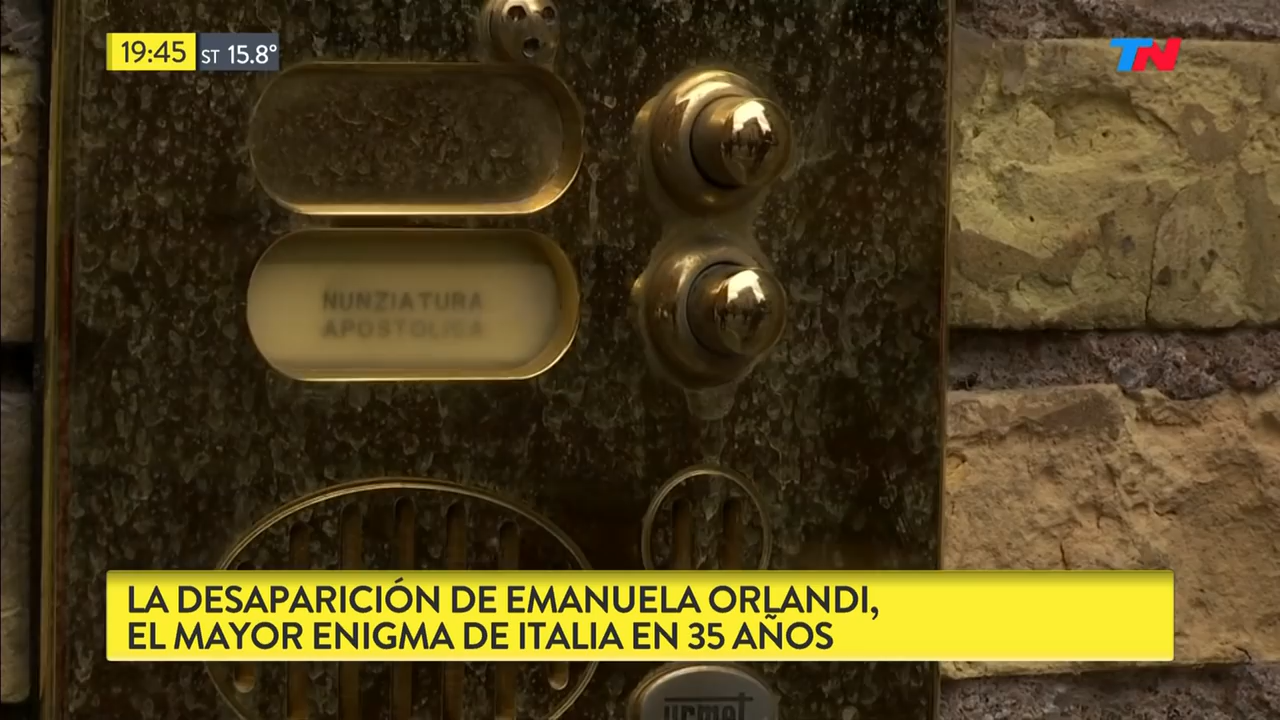 19:45 ST 15.8°
TN
NUNZIATURA
APOSTOLICA
LA DESAPARICIÓN DE EMANUELA ORLANDI,
EL MAYOR ENIGMA DE ITALIA EN 35 AÑOS
urmet